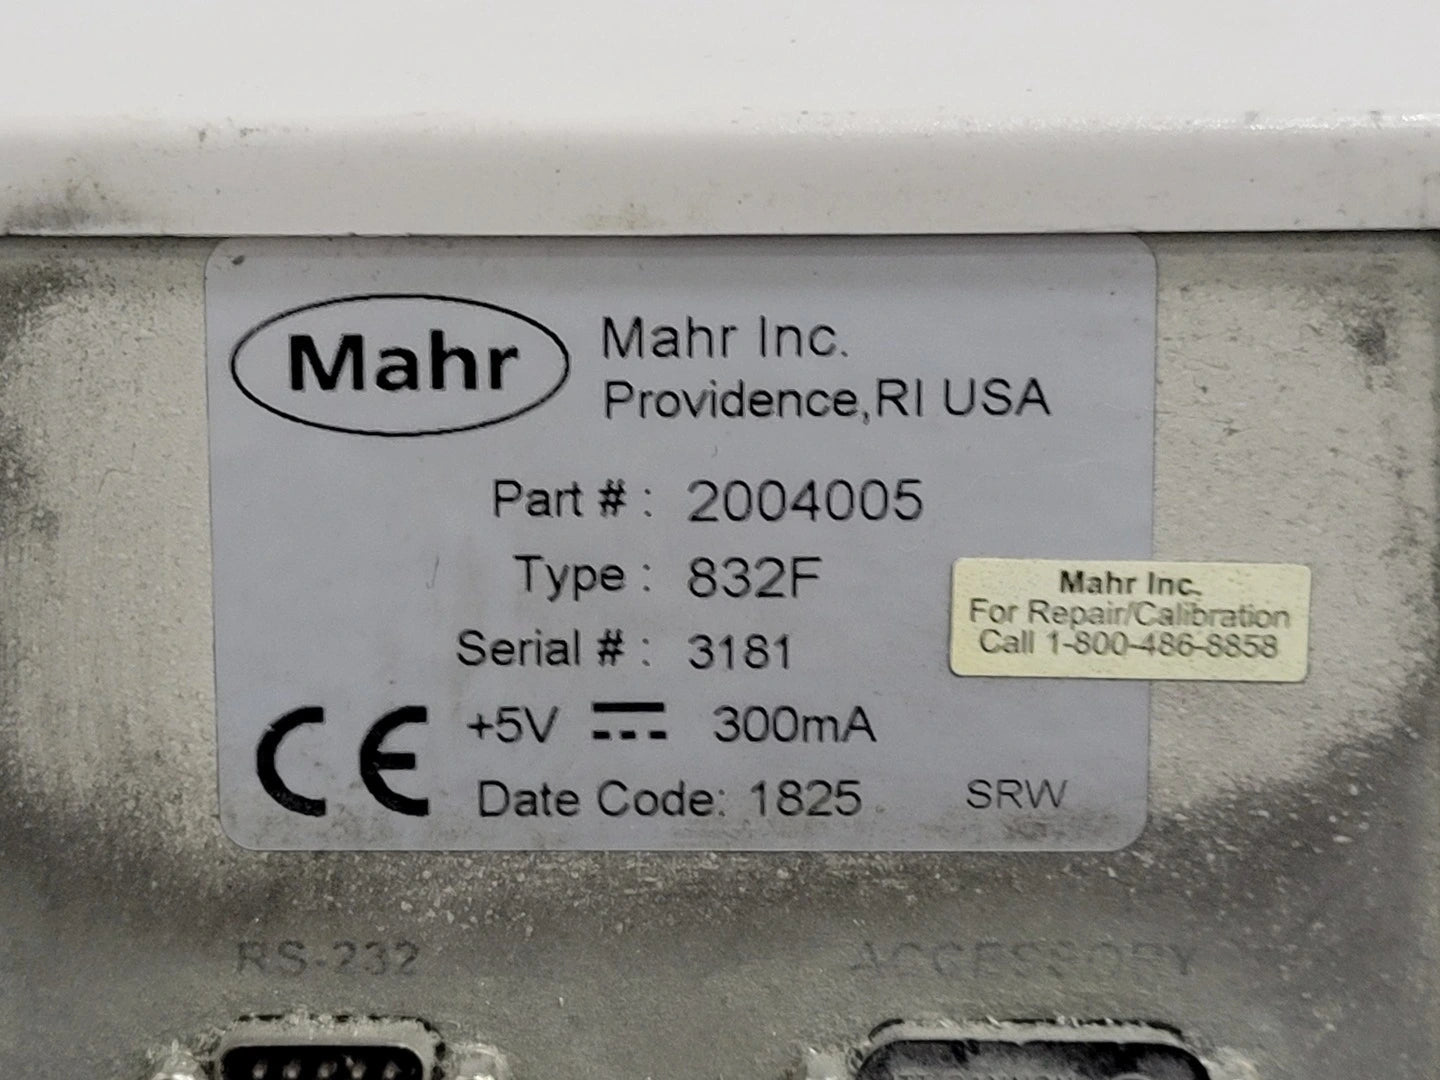 Mahr
Mahr Inc.
Providence,RI USA
Part # : 2004005
Type : 832F
Serial # : 3181
CE +5V 300mA
Date Code: 1825 SRW
Mahr Inc.
For Repair/Calibration
Call 1-800-486-8858
RS-232
ACCESSORY